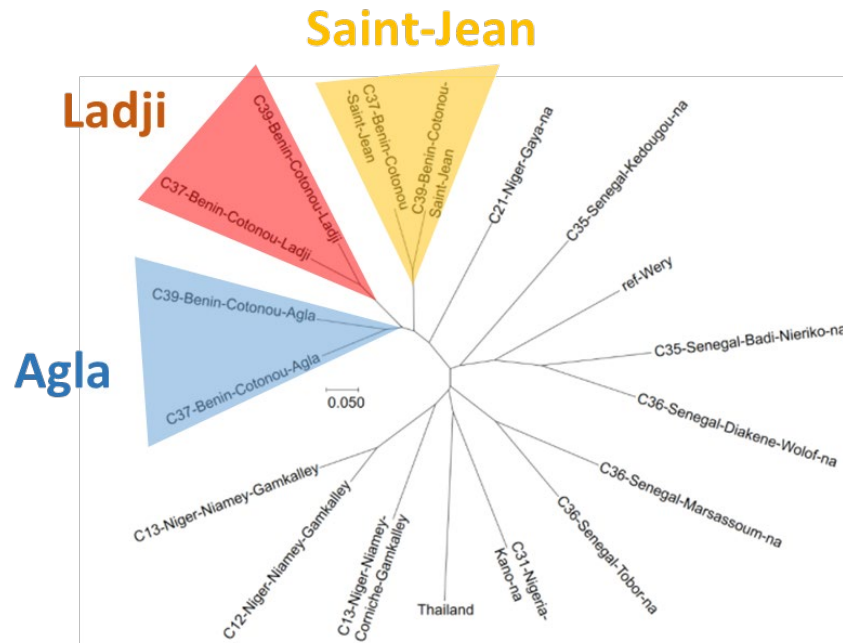 Saint-Jean
Ladji
Agla
C39-Benin-Cotonou-Ladji
C37-Benin-Cotonou-Ladji
C37-Benin-Cotonou
-Saint-Jean
C39-Benin-Cotonou-
Saint-Jean
C21-Niger-Gaya-na
C35-Senegal-Kedougou-na
ref-Wery
C35-Senegal-Badi-Nieriko-na
C36-Senegal-Diakene-Wolof-na
C36-Senegal-Marsassoum-na
C36-Senegal-Tobor-na
C31-Nigeria-
Kano-na
Thailand
C13-Niger-Niamey-
Corniche-Gamkalley
C12-Niger-Niamey-Gamkalley
C13-Niger-Niamey-Gamkalley
C37-Benin-Cotonou-Agla
C39-Benin-Cotonou-Agla
0.050